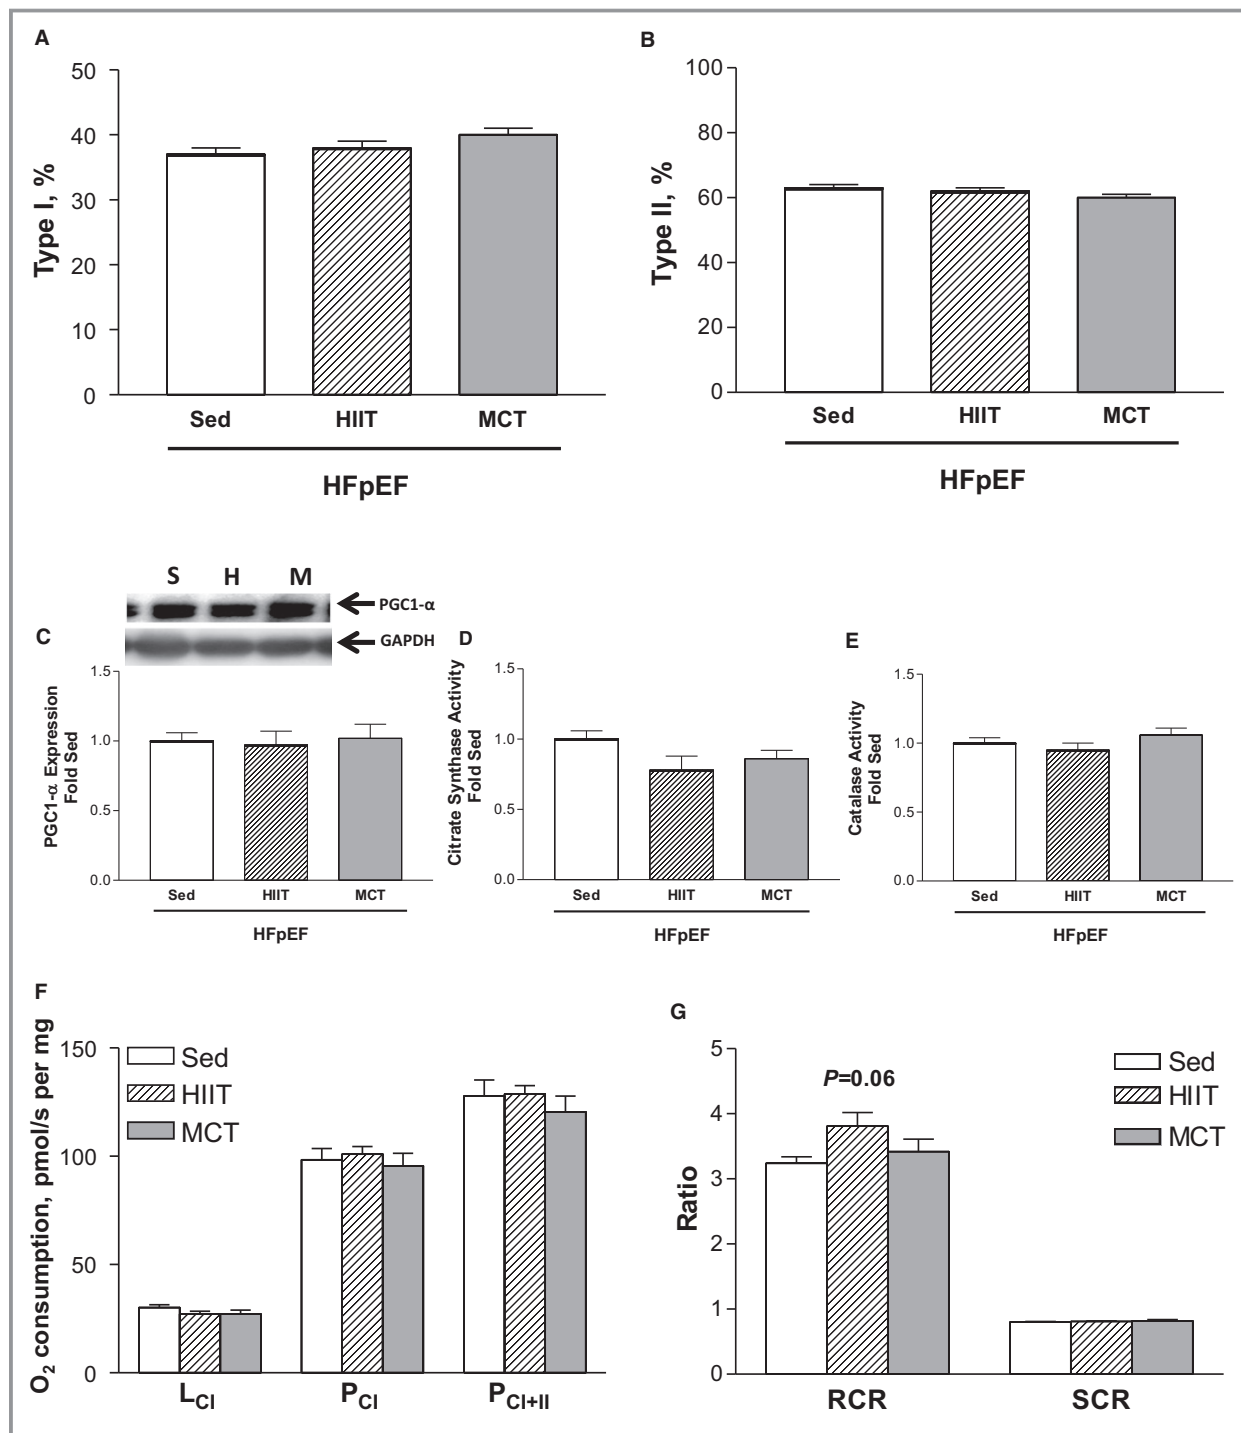 A
Type I, %
50
40
30
20
10
0
Sed HIIT MCT
HFpEF
B
Type II, %
100
80
60
40
20
0
Sed HIIT MCT
HFpEF
C
S H M
PGC1-α
GAPDH
PGC1-α Expression
Fold Sed
1.5
1.0
0.5
0.0
Sed HIIT MCT
HFpEF
D
Citrate Synthase Activity
Fold Sed
1.5
1.0
0.5
0.0
Sed HIIT MCT
HFpEF
E
Catalase Activity
Fold Sed
1.5
1.0
0.5
0.0
Sed HIIT MCT
HFpEF
F
O2 consumption, pmol/s per mg
150
100
50
0
Sed
HIIT
MCT
LCI PCI PCI+II
G
Ratio
5
4
3
2
1
0
P=0.06
Sed
HIIT
MCT
RCR SCR